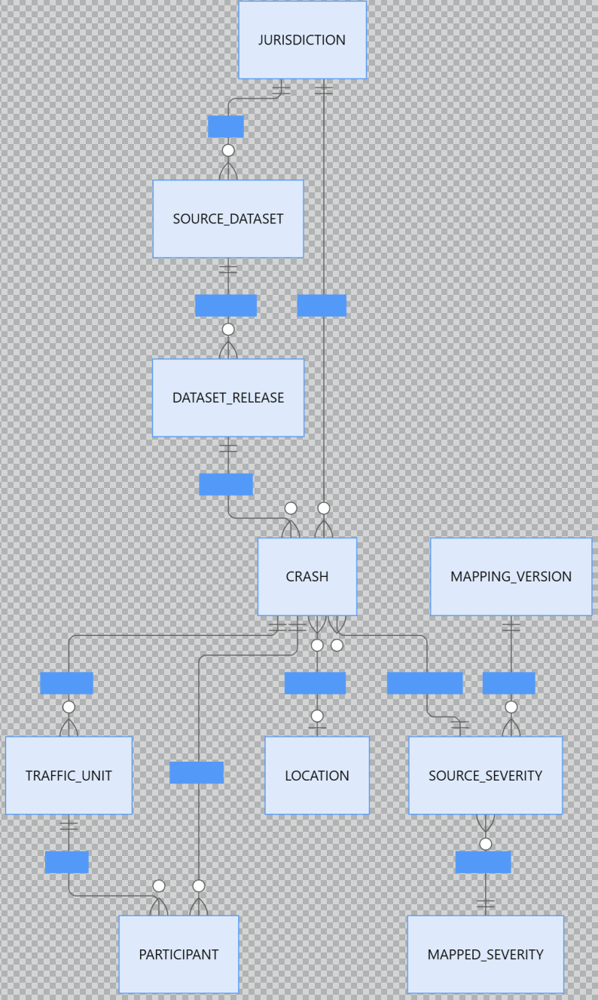 JURISDICTION
SOURCE_DATASET
DATASET_RELEASE
CRASH
MAPPING_VERSION
TRAFFIC_UNIT
LOCATION
SOURCE_SEVERITY
PARTICIPANT
MAPPED_SEVERITY